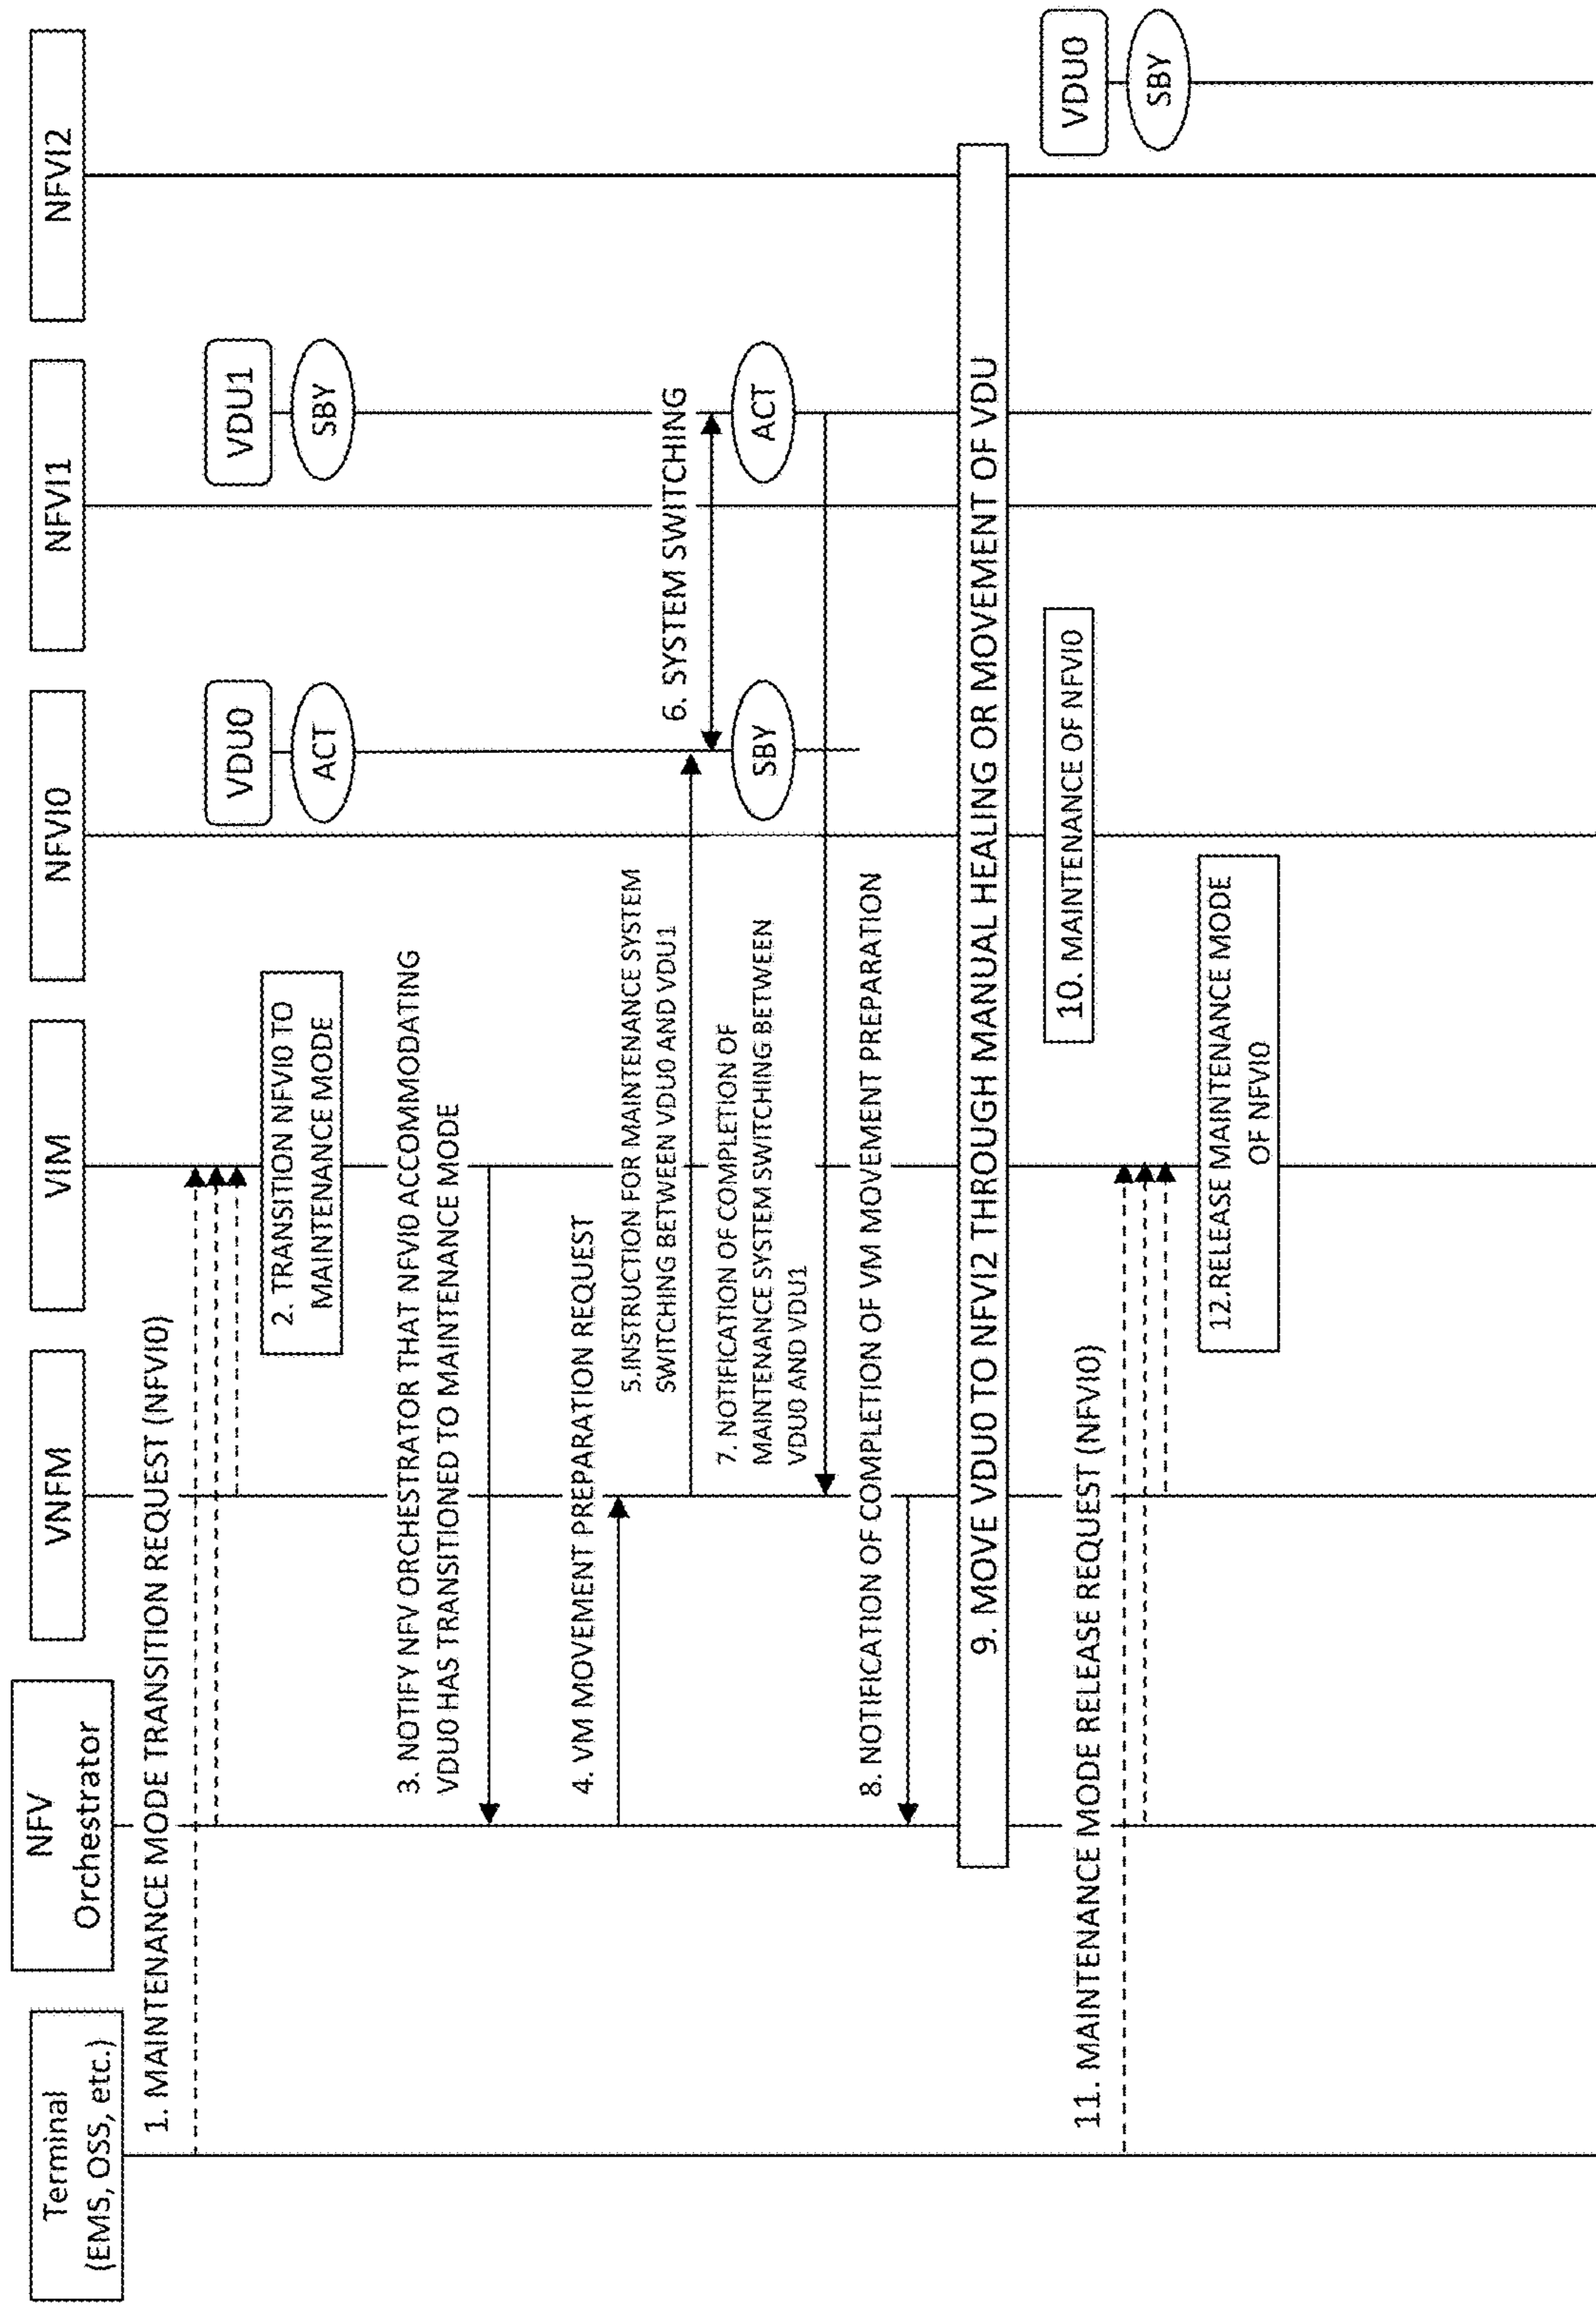 Terminal
(EMS, OSS, etc.)
NFV
Orchestrator
VNFM
VIM
NFVI0
NFVI1
NFVI2
1. MAINTENANCE MODE TRANSITION REQUEST (NFVI0)
VDU0
ACT
VDU1
SBY
2. TRANSITION NFVI0 TO
MAINTENANCE MODE
3. NOTIFY NFV ORCHESTRATOR THAT NFVI0 ACCOMMODATING
VDU0 HAS TRANSITIONED TO MAINTENANCE MODE
4. VM MOVEMENT PREPARATION REQUEST
5.INSTRUCTION FOR MAINTENANCE SYSTEM
SWITCHING BETWEEN VDU0 AND VDU1
6. SYSTEM SWITCHING
SBY
ACT
7. NOTIFICATION OF COMPLETION OF
MAINTENANCE SYSTEM SWITCHING BETWEEN
VDU0 AND VDU1
8. NOTIFICATION OF COMPLETION OF VM MOVEMENT PREPARATION
9. MOVE VDU0 TO NFVI2 THROUGH MANUAL HEALING OR MOVEMENT OF VDU
10. MAINTENANCE OF NFVI0
VDU0
SBY
11. MAINTENANCE MODE RELEASE REQUEST (NFVI0)
12.RELEASE MAINTENANCE MODE
OF NFVI0